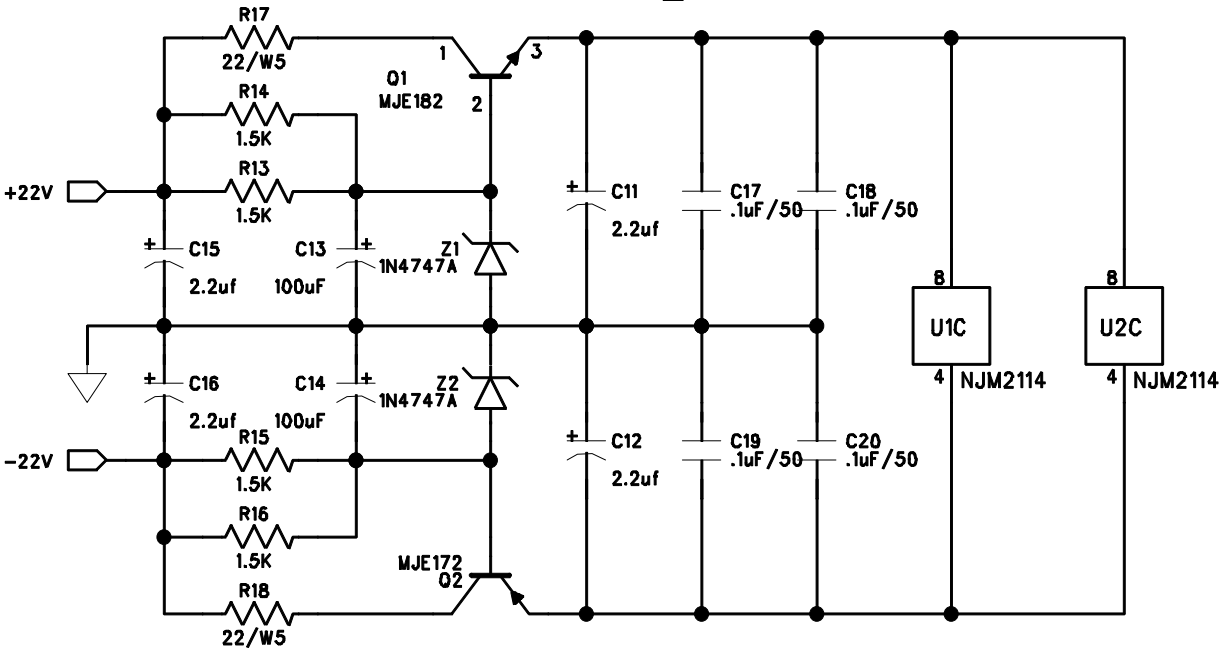 R17
22/W5
1
3
Q1
MJE182
2
R14
1.5K
R13
1.5K
+22V
C15
2.2uf
C13
100uF
Z1
1N4747A
C11
2.2uf
C17
.1uF/50
C18
.1uF/50
8
U1C
4
NJM2114
8
U2C
4
NJM2114
C16
2.2uf
C14
100uF
Z2
1N4747A
-22V
R15
1.5K
R16
1.5K
R18
22/W5
MJE172
Q2
C12
2.2uf
C19
.1uF/50
C20
.1uF/50